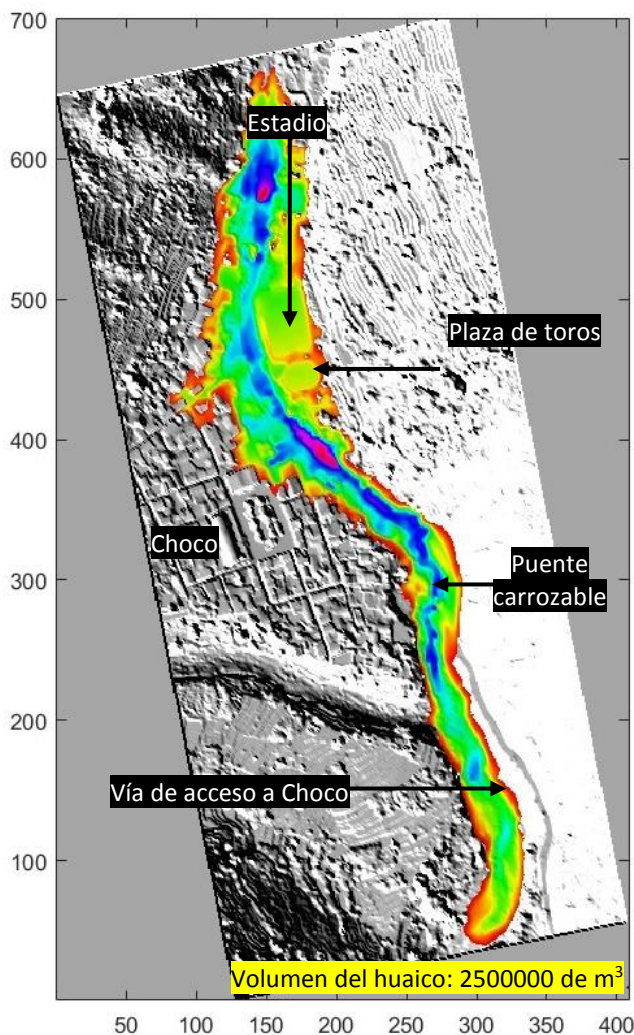 700
600
500
400
300
200
100
Estadio
Plaza de toros
Choco
Puente
carrozable
Vía de acceso a Choco
Volumen del huaico: 2500000 de m³
50 100 150 200 250 300 350 400